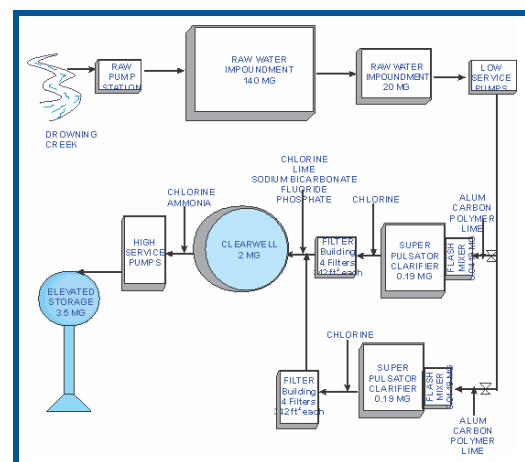 RAW
PUMP
STATION
RAW WATER
IMPOUNDMENT
140 MG
RAW WATER
IMPOUNDMENT
20 MG
LOW
SERVICE
PUMPS
DROWNING
CREEK
CHLORINE
LIME
SODIUM BICARBONATE
FLUORIDE
PHOSPHATE
CHLORINE
AMMONIA
CHLORINE
ALUM
CARBON
POLYMER
LIME
HIGH
SERVICE
PUMPS
CLEARWELL
2 MG
FILTER
Building
4 Filters
342ft² each
SUPER
PULSATOR
CLARIFIER
0.19 MG
FLASH
MIXER
ELEVATED
STORAGE
3.5 MG
CHLORINE
FILTER
Building
4 Filters
342ft² each
SUPER
PULSATOR
CLARIFIER
0.19 MG
FLASH
MIXER
ALUM
CARBON
POLYMER
LIME